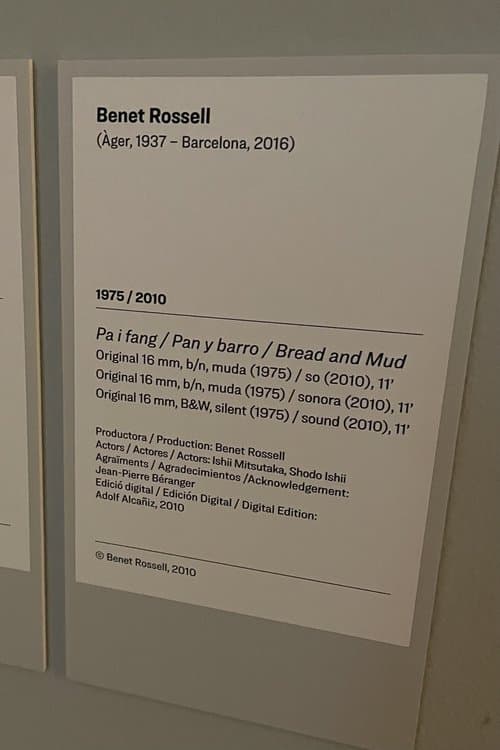 Benet Rossell
(Àger, 1937 – Barcelona, 2016)
1975 / 2010
Pa i fang / Pan y barro / Bread and Mud
Original 16 mm, b/n, muda (1975) / so (2010), 11’
Original 16 mm, b/n, muda (1975) / sonora (2010), 11’
Original 16 mm, B&W, silent (1975) / sound (2010), 11’
Productora / Production: Benet Rossell
Actors / Actores / Actors: Ishii Mitsutaka, Shodo Ishii
Agraïments / Agradecimientos /Acknowledgement:
Jean-Pierre Béranger
Edició digital / Edición Digital / Digital Edition:
Adolf Alcañiz, 2010
© Benet Rossell, 2010